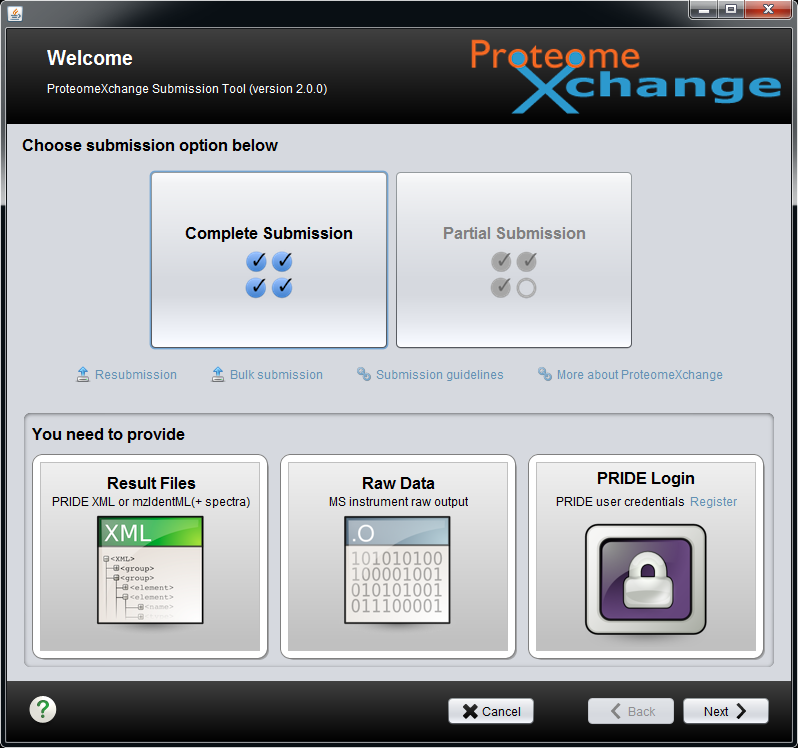 Welcome
ProteomeXchange Submission Tool (version 2.0.0)
Proteome
Xchange
Choose submission option below
Complete Submission
Partial Submission
Resubmission
Bulk submission
Submission guidelines
More about ProteomeXchange
You need to provide
Result Files
PRIDE XML or mzIdentML(+ spectra)
XML
<XML>
<group>
<group>
<element>
<element>
<name>
Raw Data
MS instrument raw output
.O
101010100
100001001
010101001
011100001
PRIDE Login
PRIDE user credentials Register
?
Cancel
Back
Next